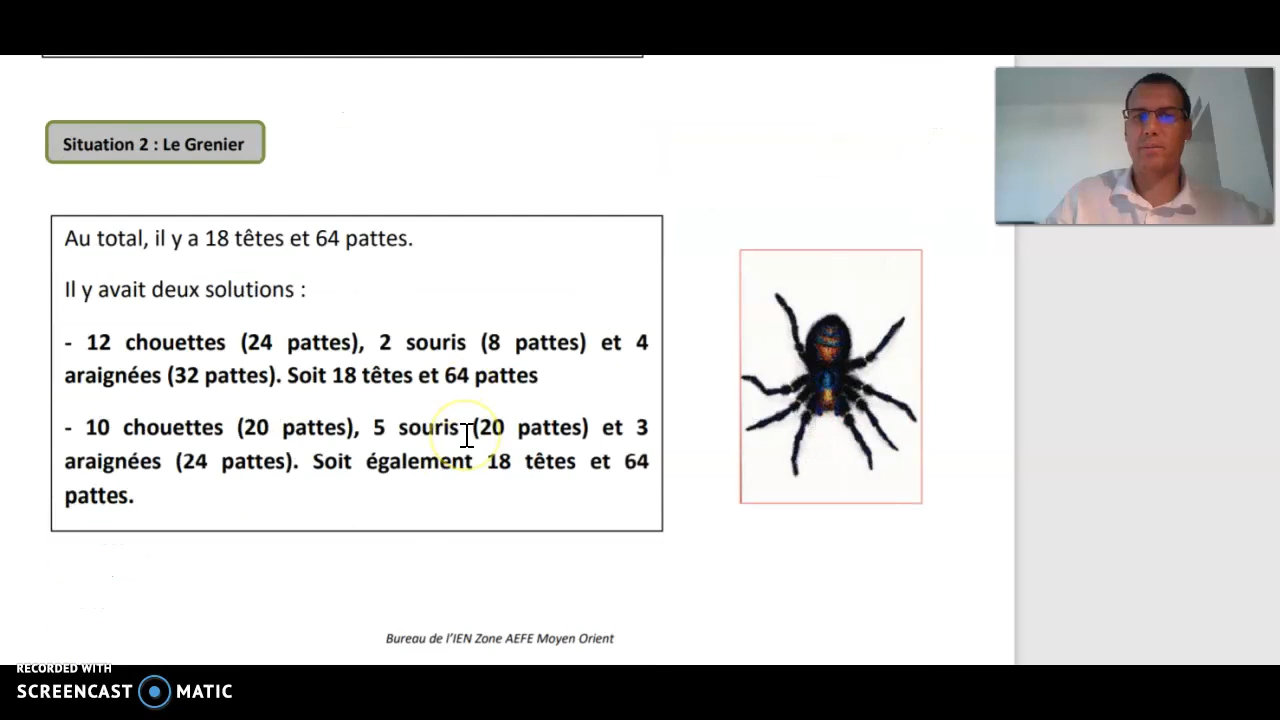 Situation 2 : Le Grenier
Au total, il y a 18 têtes et 64 pattes.
Il y avait deux solutions :
- 12 chouettes (24 pattes), 2 souris (8 pattes) et 4
araignées (32 pattes). Soit 18 têtes et 64 pattes
- 10 chouettes (20 pattes), 5 souris (20 pattes) et 3
araignées (24 pattes). Soit également 18 têtes et 64
pattes.
Bureau de l'IEN Zone AEFE Moyen Orient
RECORDED WITH
SCREENCAST MATIC